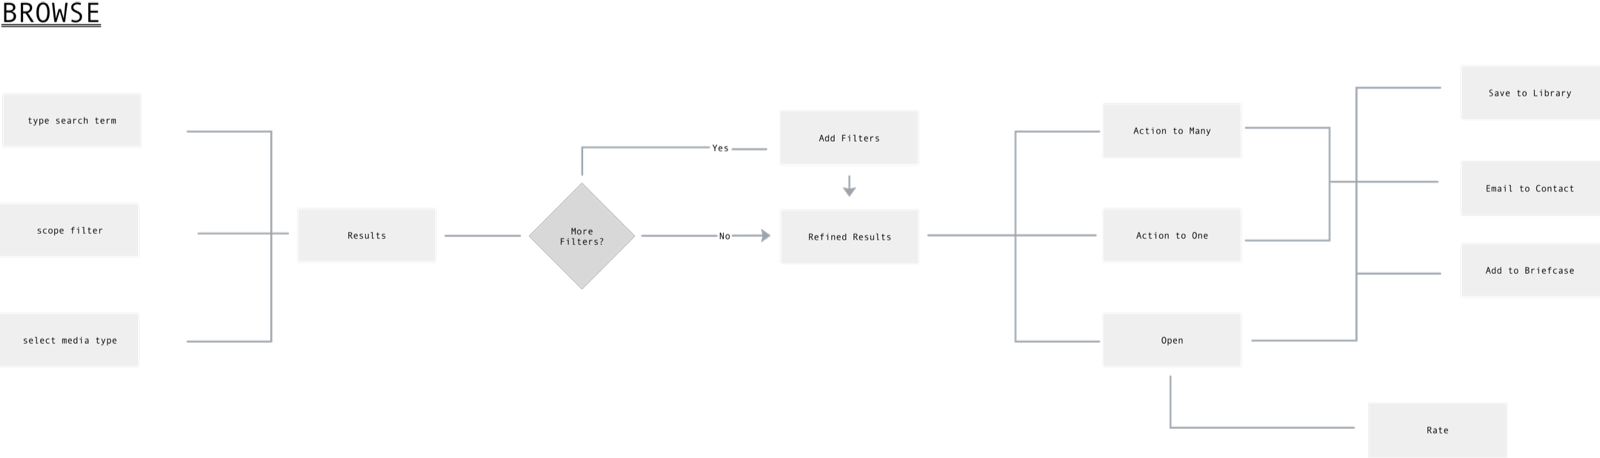 BROWSE
type search term
scope filter
select media type
Results
More
Filters?
Yes
No
Add Filters
Refined Results
Action to Many
Action to One
Open
Save to Library
Email to Contact
Add to Briefcase
Rate